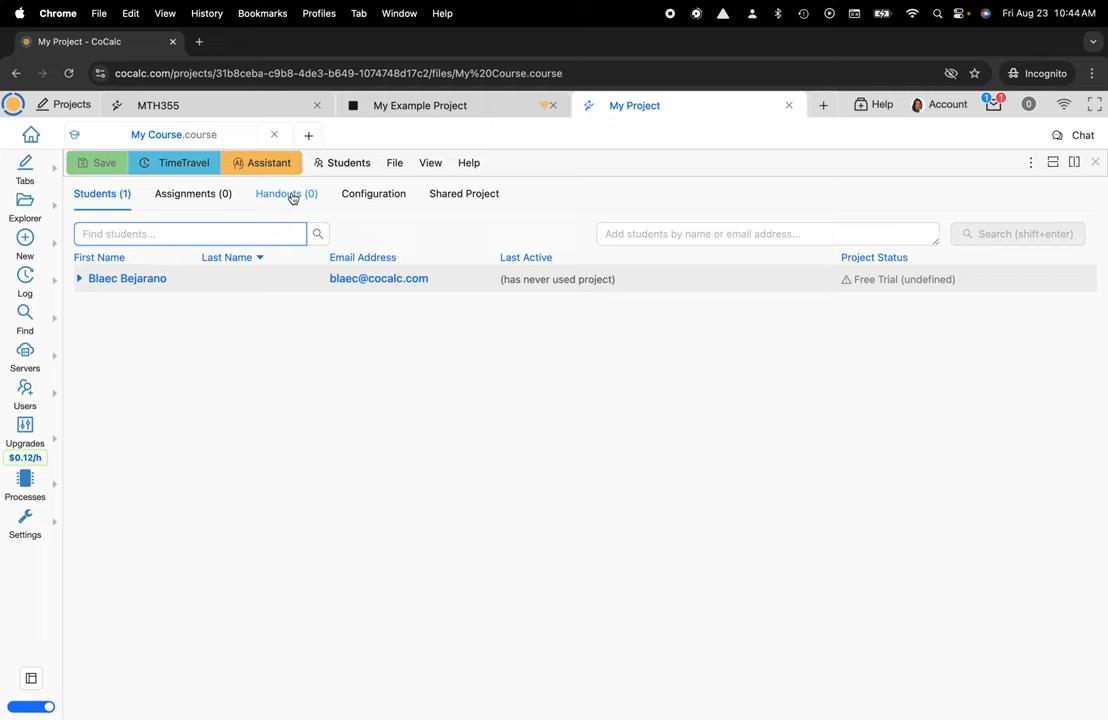 Chrome File Edit View History Bookmarks Profiles Tab Window Help Fri Aug 23 10:44 AM
My Project - CoCalc
cocalc.com/projects/31b8ceba-c9b8-4de3-b649-1074748d17c2/files/My%20Course.course Incognito
Projects MTH355 My Example Project My Project Help Account 1 1 0
My Course.course Chat
Save TimeTravel AI Assistant Students File View Help
Tabs
Students (1) Assignments (0) Handouts (0) Configuration Shared Project
Explorer
Find students... Add students by name or email address... Search (shift+enter)
New
First Name Last Name Email Address Last Active Project Status
Blaec Bejarano blaec@cocalc.com (has never used project) Free Trial (undefined)
Log
Find
Servers
Users
Upgrades
$0.12/h
Processes
Settings